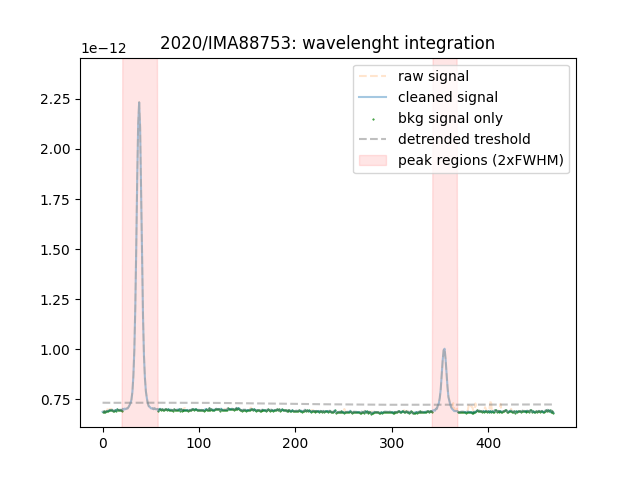 2020/IMA88753: wavelenght integration
1e−12
raw signal
cleaned signal
bkg signal only
detrended treshold
peak regions (2xFWHM)
2.25
2.00
1.75
1.50
1.25
1.00
0.75
0 100 200 300 400